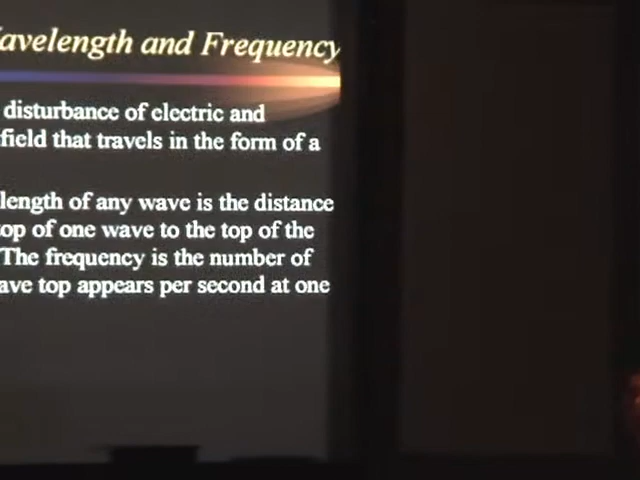 avelength and Frequency
disturbance of electric and
field that travels in the form of a
length of any wave is the distance
op of one wave to the top of the
The frequency is the number of
ave top appears per second at one